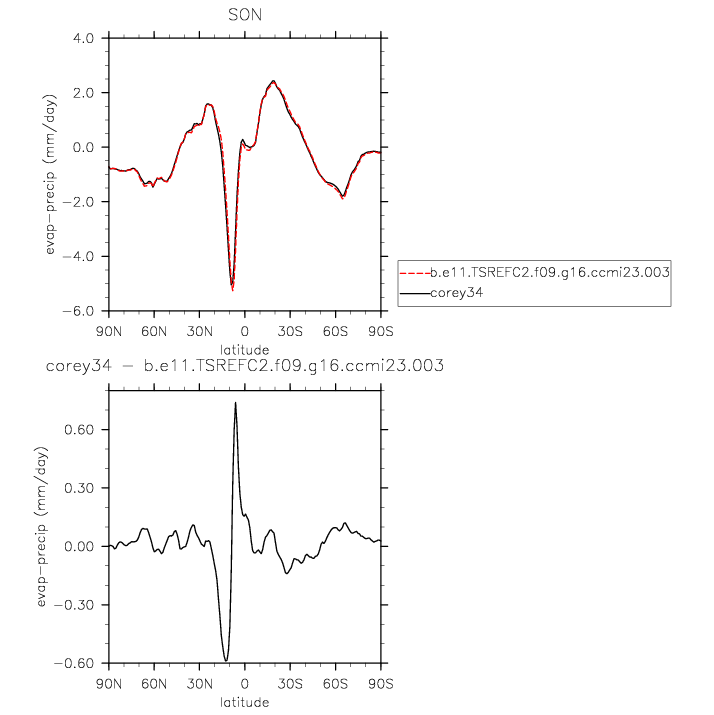 SON
4.0
2.0
0.0
−2.0
−4.0
−6.0
evap−precip (mm/day)
90N 60N 30N 0 30S 60S 90S
latitude
b.e11.TSREFC2.f09.g16.ccmi23.003
corey34
corey34 − b.e11.TSREFC2.f09.g16.ccmi23.003
0.60
0.30
0.00
−0.30
−0.60
evap−precip (mm/day)
90N 60N 30N 0 30S 60S 90S
latitude